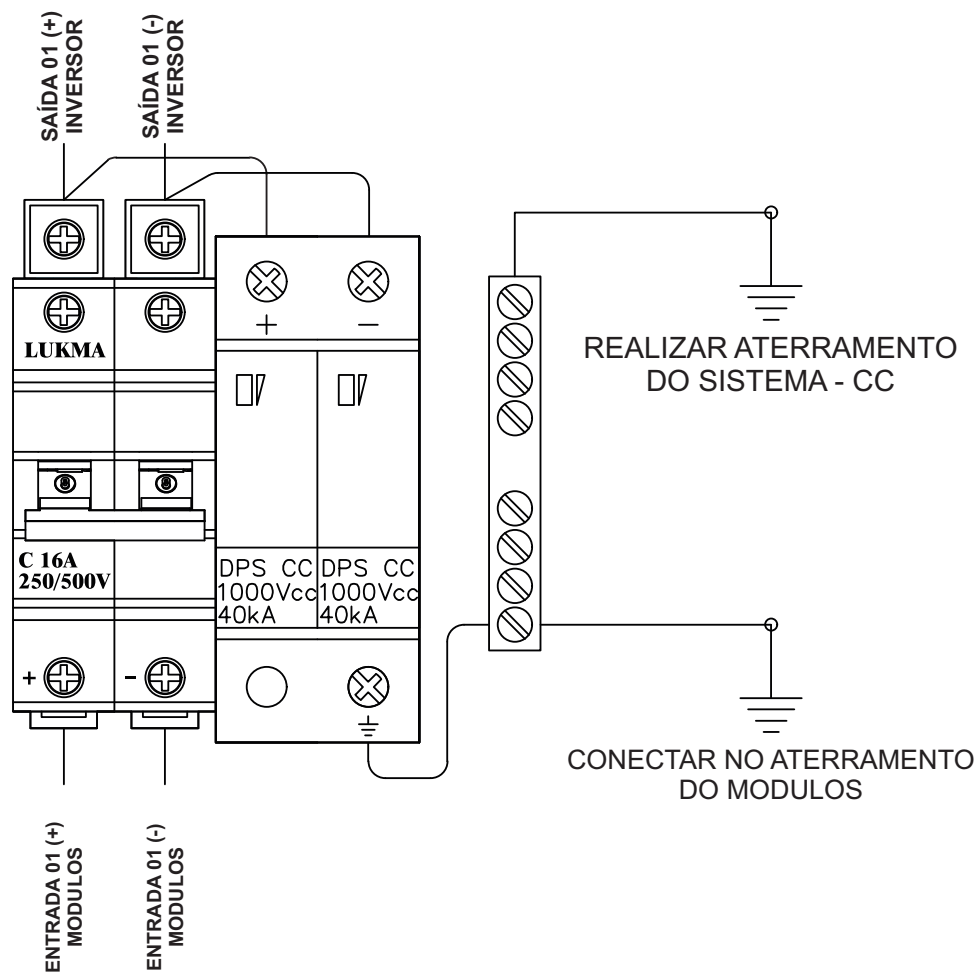 SAÍDA 01 (+)
INVERSOR
SAÍDA 01 (-)
INVERSOR
LUKMA
+
−
REALIZAR ATERRAMENTO
DO SISTEMA - CC
C 16A
250/500V
DPS CC
1000Vcc
40kA
DPS CC
1000Vcc
40kA
+
-
CONECTAR NO ATERRAMENTO
DO MODULOS
ENTRADA 01 (+)
MODULOS
ENTRADA 01 (-)
MODULOS